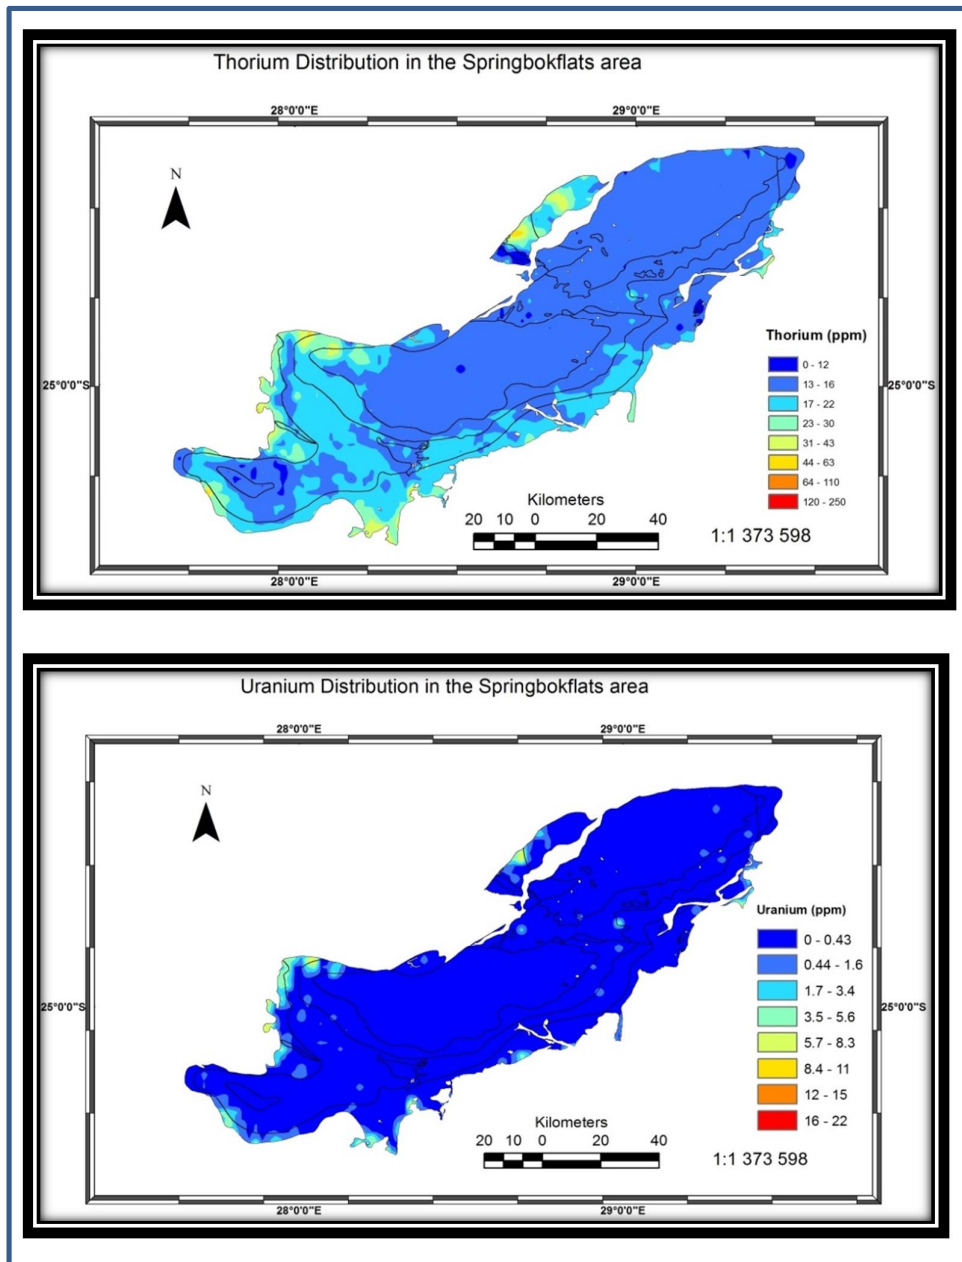 Thorium Distribution in the Springbokflats area
28°0'0"E 29°0'0"E
N
Thorium (ppm)
0 - 12
25°0'0"S 13 - 16 25°0'0"S
17 - 22
23 - 30
31 - 43
44 - 63
64 - 110
120 - 250
Kilometers
20 10 0 20 40
1:1 373 598
28°0'0"E 29°0'0"E
Uranium Distribution in the Springbokflats area
28°0'0"E 29°0'0"E
N
Uranium (ppm)
0 - 0.43
0.44 - 1.6
1.7 - 3.4
25°0'0"S 25°0'0"S
3.5 - 5.6
5.7 - 8.3
8.4 - 11
12 - 15
16 - 22
Kilometers
20 10 0 20 40
1:1 373 598
28°0'0"E 29°0'0"E